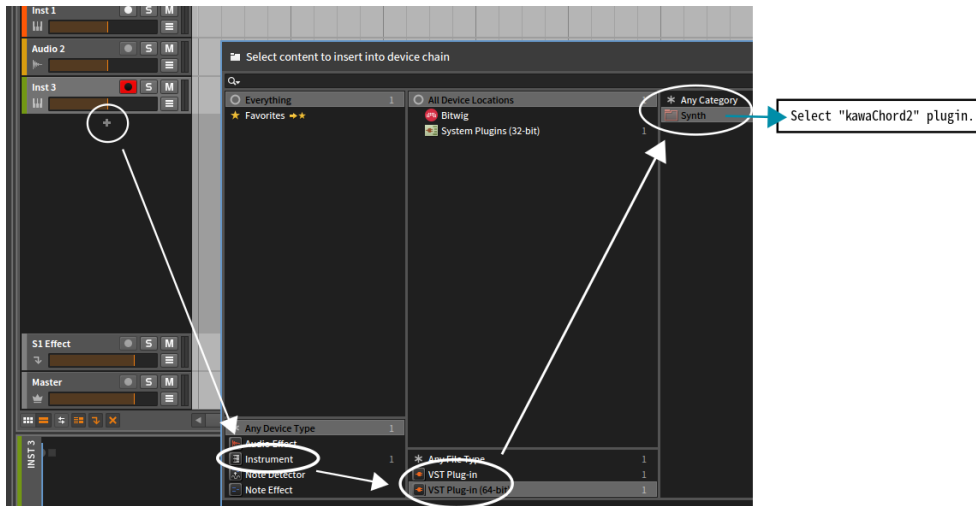 Inst 1
S M
Audio 2
S M
Inst 3
S M
S1 Effect
S M
Master
S M
INST 3
Select content to insert into device chain
Everything 1
Favorites
Any Device Type 1
Audio Effect
Instrument 1
Note Detector
Note Effect
All Device Locations
Bitwig
System Plugins (32-bit) 1
Any File Type 1
VST Plug-in 1
VST Plug-in (64-bit) 1
Any Category
Synth
Select "kawaChord2" plugin.